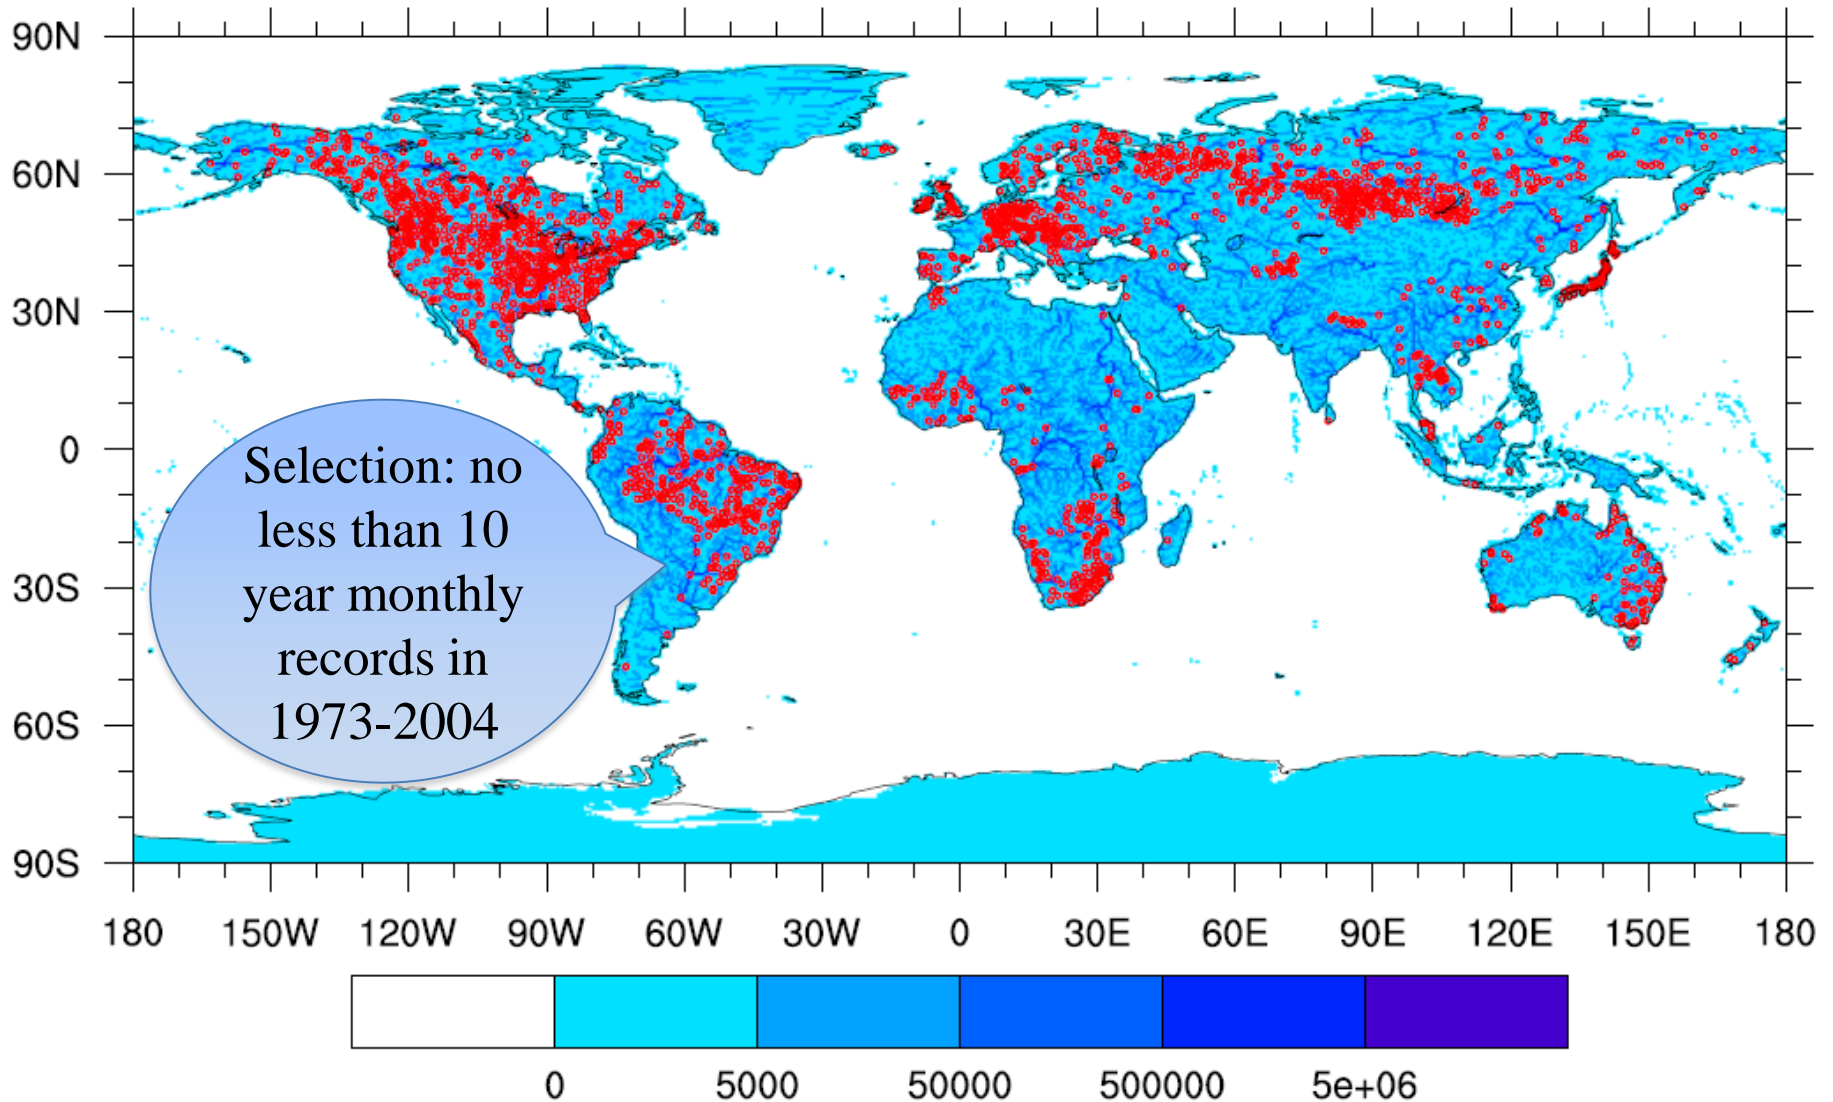 90N
60N
30N
0
30S
60S
90S
Selection: no
less than 10
year monthly
records in
1973-2004
180 150W 120W 90W 60W 30W 0 30E 60E 90E 120E 150E 180
0 5000 50000 500000 5e+06